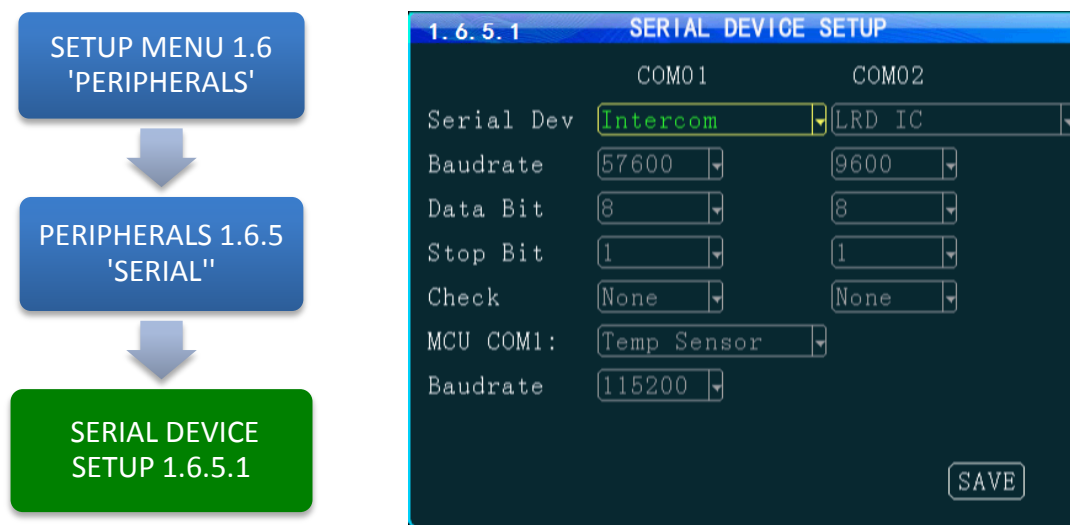 SETUP MENU 1.6
'PERIPHERALS'
PERIPHERALS 1.6.5
'SERIAL''
SERIAL DEVICE
SETUP 1.6.5.1
1.6.5.1 SERIAL DEVICE SETUP
COM01 COM02
Serial Dev Intercom LRD IC
Baudrate 57600 9600
Data Bit 8 8
Stop Bit 1 1
Check None None
MCU COM1: Temp Sensor
Baudrate 115200
SAVE